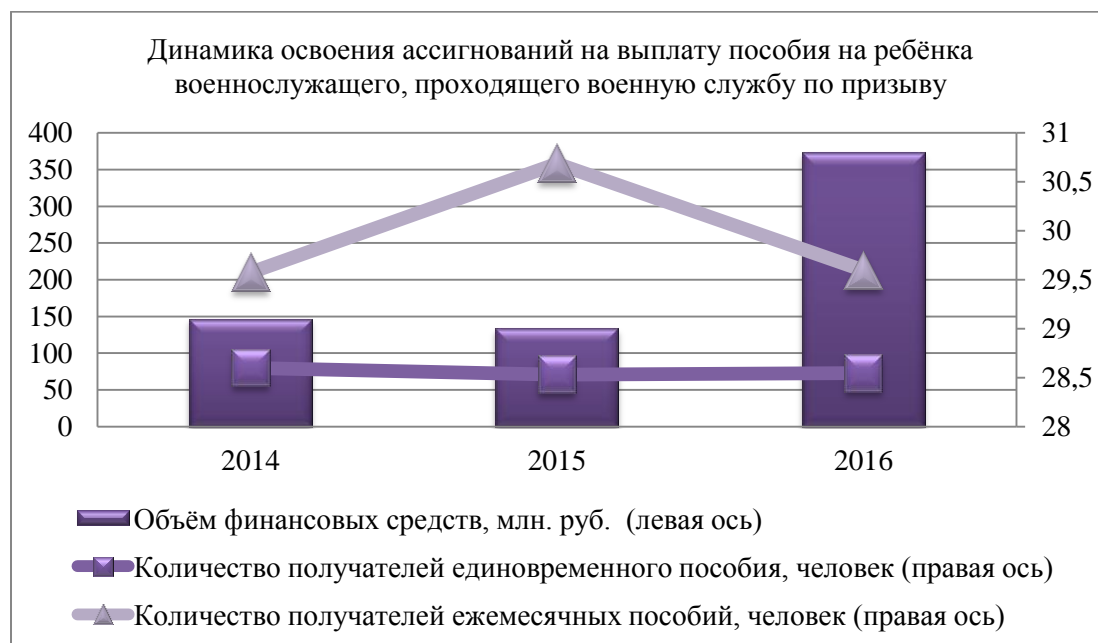 Динамика освоения ассигнований на выплату пособия на ребёнка
военнослужащего, проходящего военную службу по призыву
400
350
300
250
200
150
100
50
0
31
30,5
30
29,5
29
28,5
28
2014 2015 2016
Объём финансовых средств, млн. руб. (левая ось)
Количество получателей единовременного пособия, человек (правая ось)
Количество получателей ежемесячных пособий, человек (правая ось)